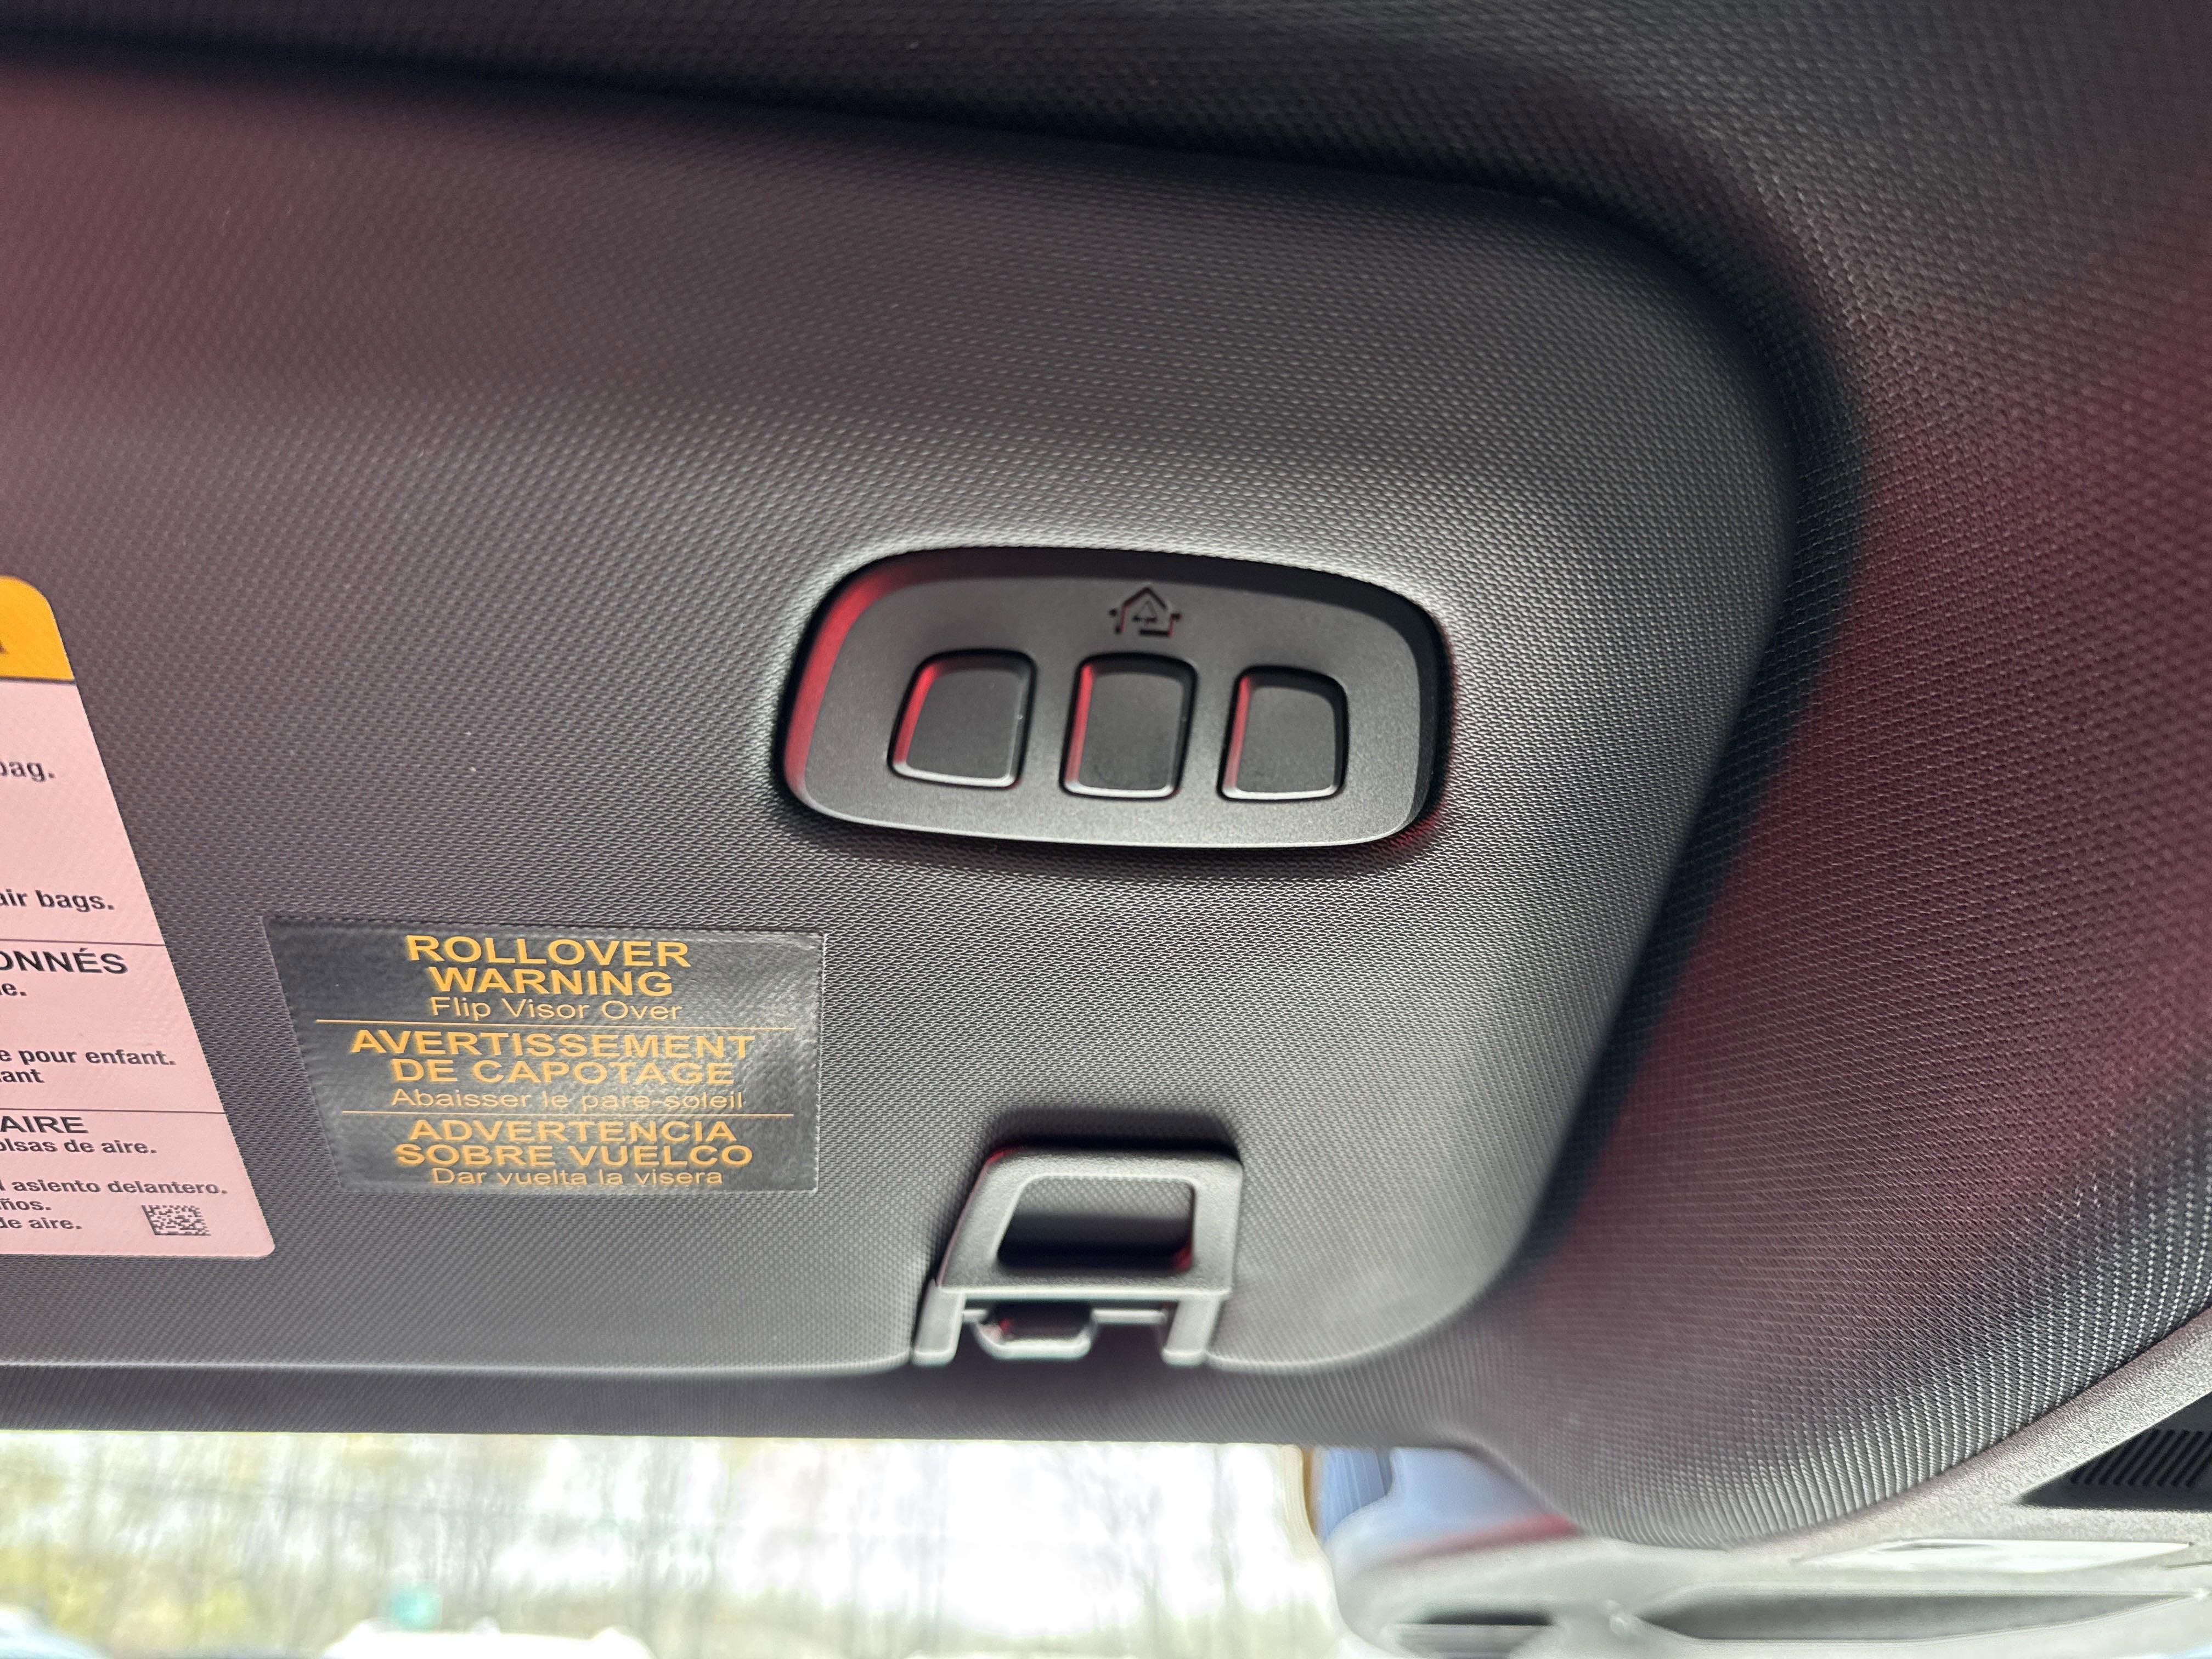 bag.
air bags.
ONNÉS
e.
e pour enfant.
ant
AIRE
olsas de aire.
asiento delantero.
ños.
de aire.
ROLLOVER
WARNING
Flip Visor Over
AVERTISSEMENT
DE CAPOTAGE
Abaisser le pare-soleil
ADVERTENCIA
SOBRE VUELCO
Dar vuelta la visera